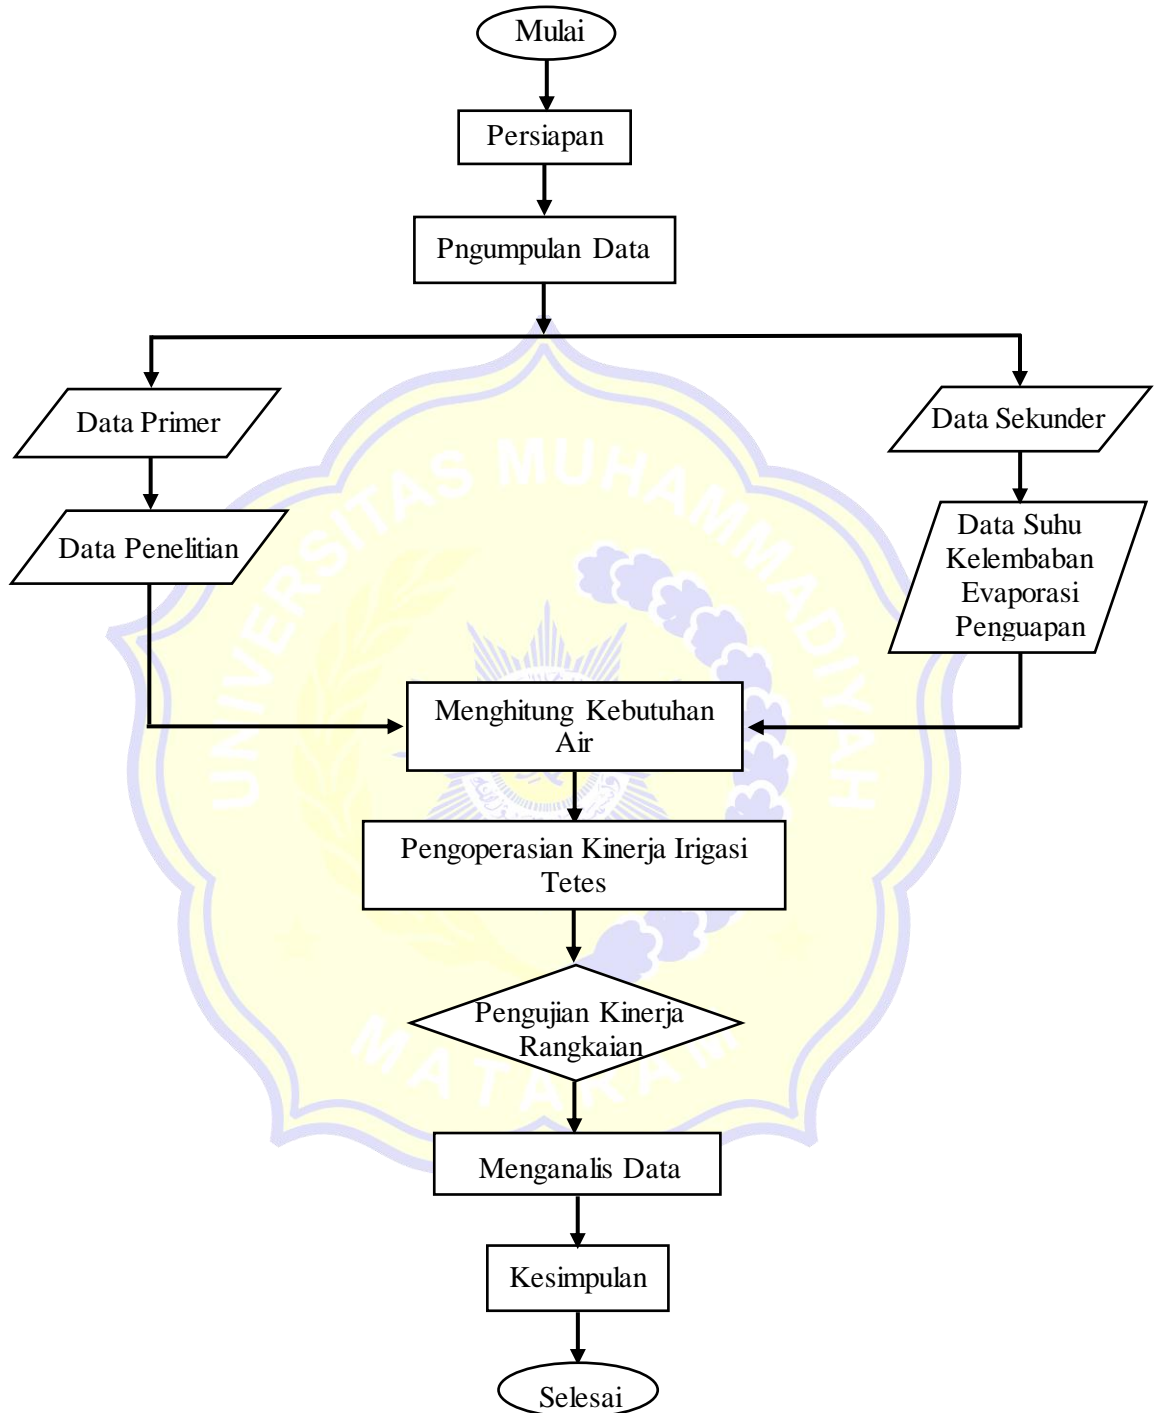 Mulai
Persiapan
Pngumpulan Data
Data Primer
Data Sekunder
Data Penelitian
Data Suhu
Kelembaban
Evaporasi
Penguapan
Menghitung Kebutuhan
Air
Pengoperasian Kinerja Irigasi
Tetes
Pengujian Kinerja
Rangkaian
Menganalis Data
Kesimpulan
Selesai
UNIVERSITAS MUHAMMADIYAH
MATARAM